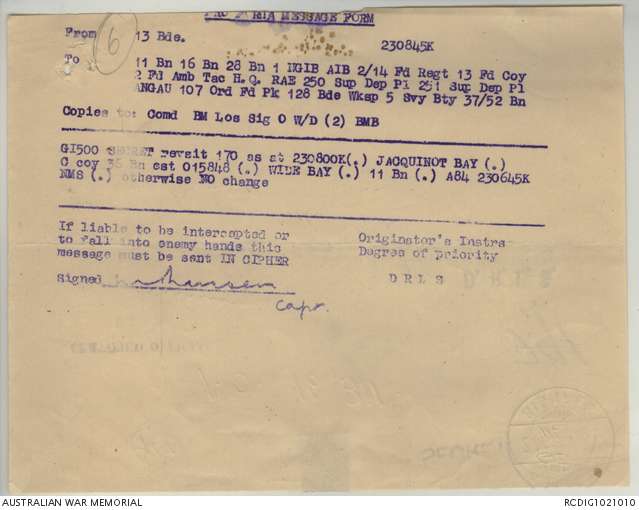 MESSAGE FORM
6
From 13 Bde. 230845K
To 11 Bn 16 Bn 28 Bn 1 NGIB AIB 2/14 Fd Regt 13 Fd Coy
2 Fd Amb Tac H.Q. RAE 250 Sup Dep Pl 251 Sup Dep Pl
ANGAU 107 Ord Fd Pk 128 Bde Wksp 5 Svy Bty 37/52 Bn
Copies to: Comd BM Los Sig O W/D (2) BMB
GI500 SECRET revsit 170 as at 230800K(.) JACQUINOT BAY (.)
C coy 36 Bn est 015848 (.) WIDE BAY (.) 11 Bn (.) A84 230645K
NMS (.) otherwise NO change
If liable to be intercepted or
to fall into enemy hands this
message must be sent IN CIPHER
Originator's Instrs
Degree of priority
Signed
D R L S
Capt.
AUSTRALIAN WAR MEMORIAL
RCDIG1021010